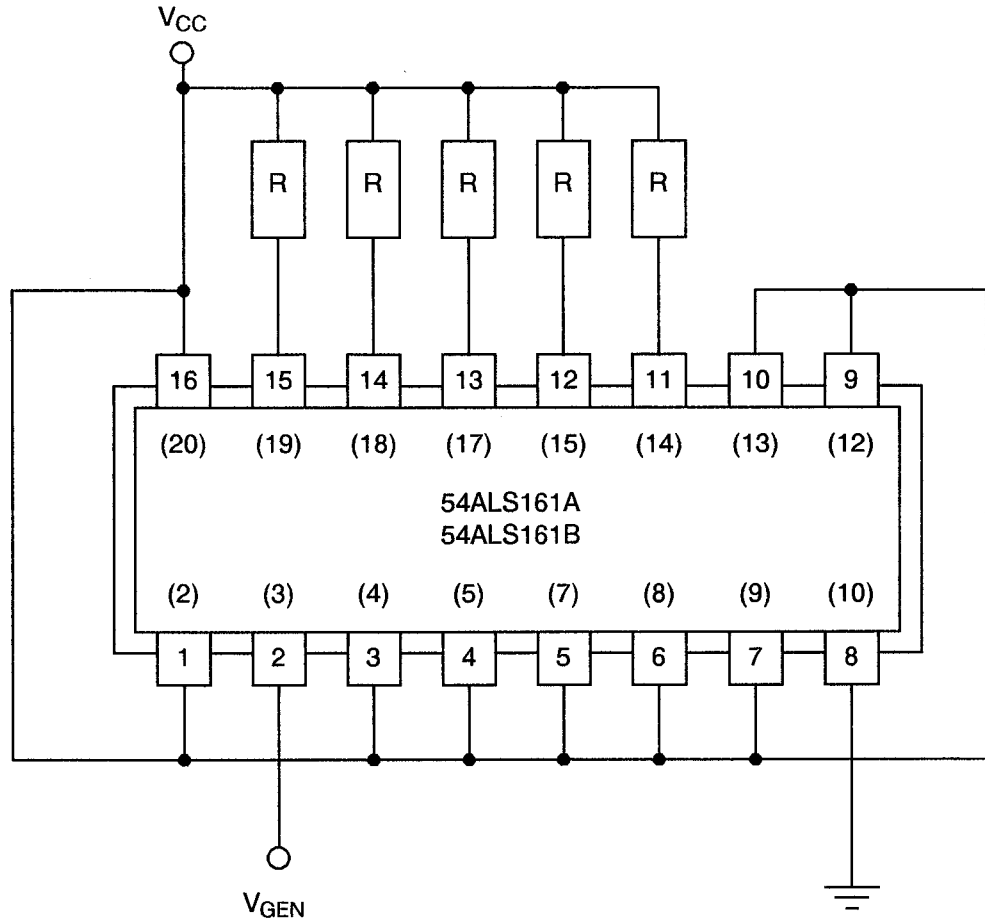 VCC
R R R R R
16 15 14 13 12 11 10 9
(20) (19) (18) (17) (15) (14) (13) (12)
54ALS161A
54ALS161B
(2) (3) (4) (5) (7) (8) (9) (10)
1 2 3 4 5 6 7 8
VGEN